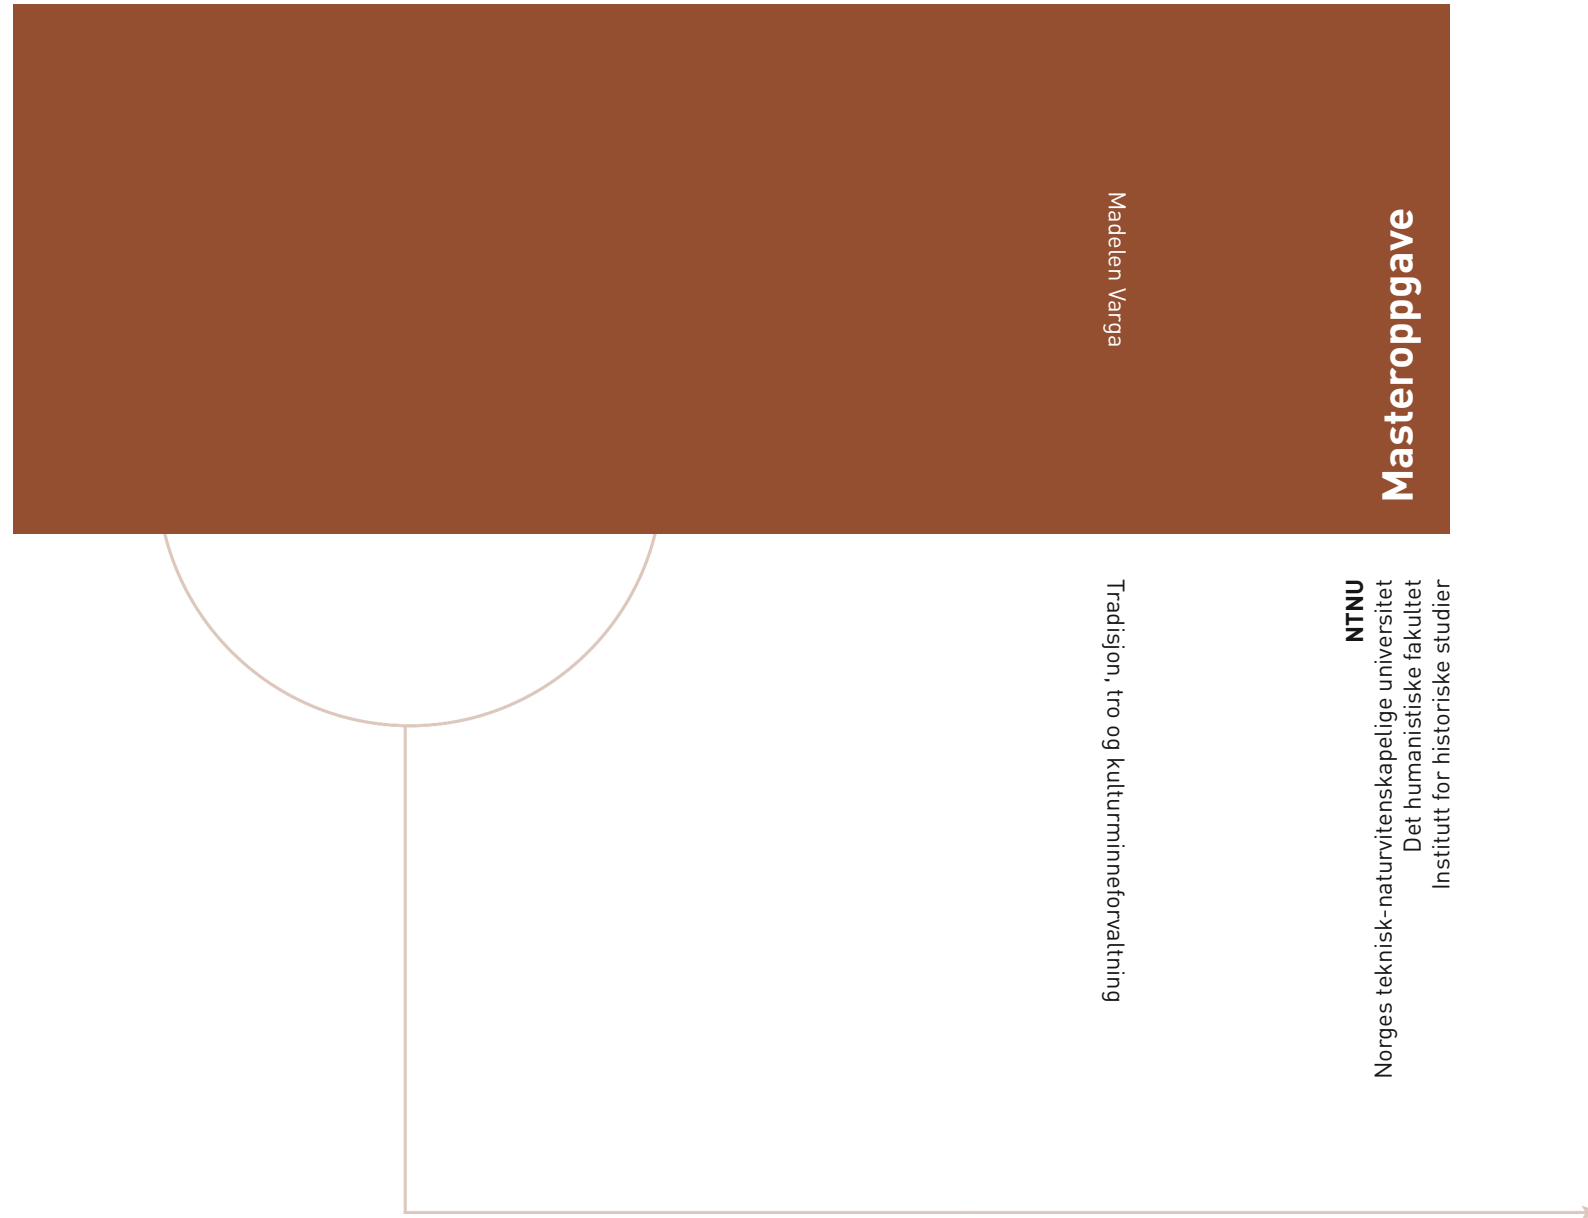 Madelen Varga
Tradisjon, tro og kulturminneforvaltning
Masteroppgave
NTNU
Norges teknisk-naturvitenskapelige universitet
Det humanistiske fakultet
Institutt for historiske studier